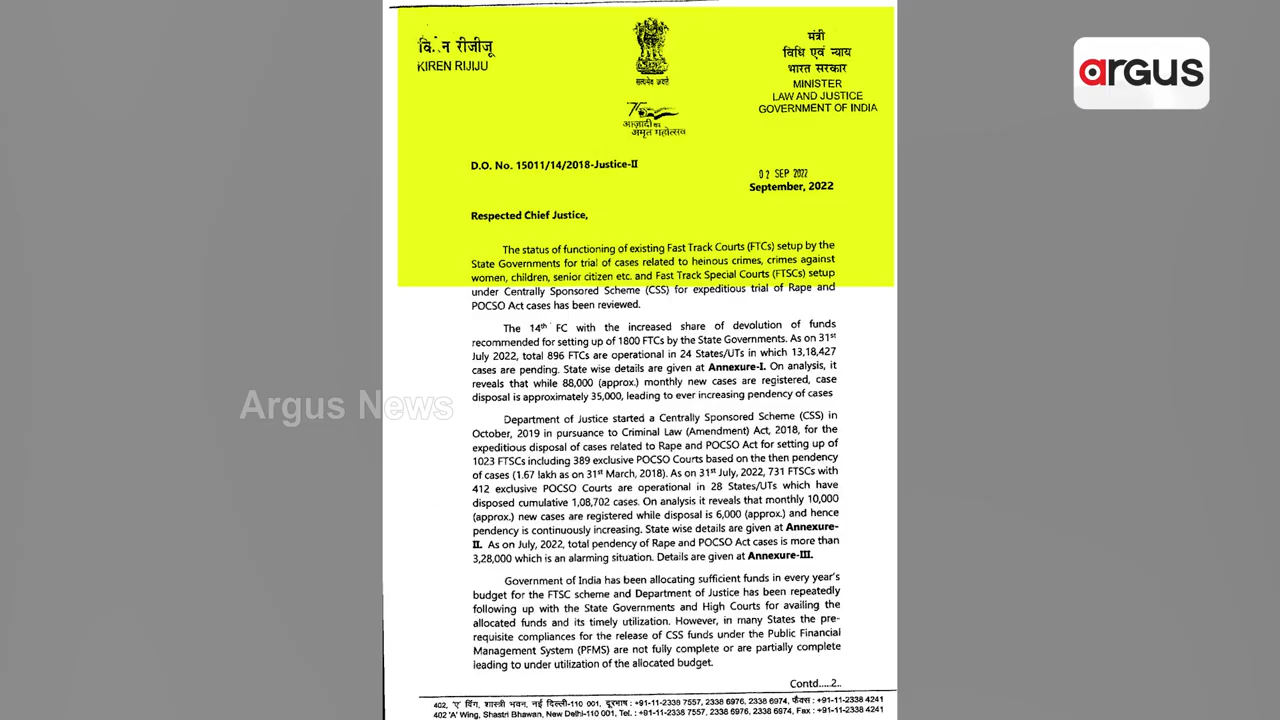 argus
वि..न रीजीजू
KIREN RIJIJU
सत्यमेव जयते
75
आज़ादी का
अमृत महोत्सव
मंत्री
विधि एवं न्याय
भारत सरकार
MINISTER
LAW AND JUSTICE
GOVERNMENT OF INDIA
D.O. No. 15011/14/2018-Justice-II
02 SEP 2022
September, 2022
Respected Chief Justice,
The status of functioning of existing Fast Track Courts (FTCs) setup by the
State Governments for trial of cases related to heinous crimes, crimes against
women, children, senior citizen etc. and Fast Track Special Courts (FTSCs) setup
under Centrally Sponsored Scheme (CSS) for expeditious trial of Rape and
POCSO Act cases has been reviewed.
The 14th FC with the increased share of devolution of funds
recommended for setting up of 1800 FTCs by the State Governments. As on 31st
July 2022, total 896 FTCs are operational in 24 States/UTs in which 13,18,427
cases are pending. State wise details are given at Annexure-I. On analysis, it
reveals that while 88,000 (approx.) monthly new cases are registered, case
disposal is approximately 35,000, leading to ever increasing pendency of cases
Argus News
Department of Justice started a Centrally Sponsored Scheme (CSS) in
October, 2019 in pursuance to Criminal Law (Amendment) Act, 2018, for the
expeditious disposal of cases related to Rape and POCSO Act for setting up of
1023 FTSCs including 389 exclusive POCSO Courts based on the then pendency
of cases (1.67 lakh as on 31st March, 2018). As on 31st July, 2022, 731 FTSCs with
412 exclusive POCSO Courts are operational in 28 States/UTs which have
disposed cumulative 1,08,702 cases. On analysis it reveals that monthly 10,000
(approx.) new cases are registered while disposal is 6,000 (approx.) and hence
pendency is continuously increasing. State wise details are given at Annexure-
II. As on July, 2022, total pendency of Rape and POCSO Act cases is more than
3,28,000 which is an alarming situation. Details are given at Annexure-III.
Government of India has been allocating sufficient funds in every year's
budget for the FTSC scheme and Department of Justice has been repeatedly
following up with the State Governments and High Courts for availing the
allocated funds and its timely utilization. However, in many States the pre-
requisite compliances for the release of CSS funds under the Public Financial
Management System (PFMS) are not fully complete or are partially complete
leading to under utilization of the allocated budget.
Contd.....2..
402, 'ए' विंग, शास्त्री भवन, नई दिल्ली-110 001, दूरभाष : +91-11-2338 7557, 2338 6976, 2338 6974, फैक्स : +91-11-2338 4241
402 'A' Wing, Shastri Bhawan, New Delhi-110 001, Tel. : +91-11-2338 7557, 2338 6976, 2338 6974, Fax : +91-11-2338 4241